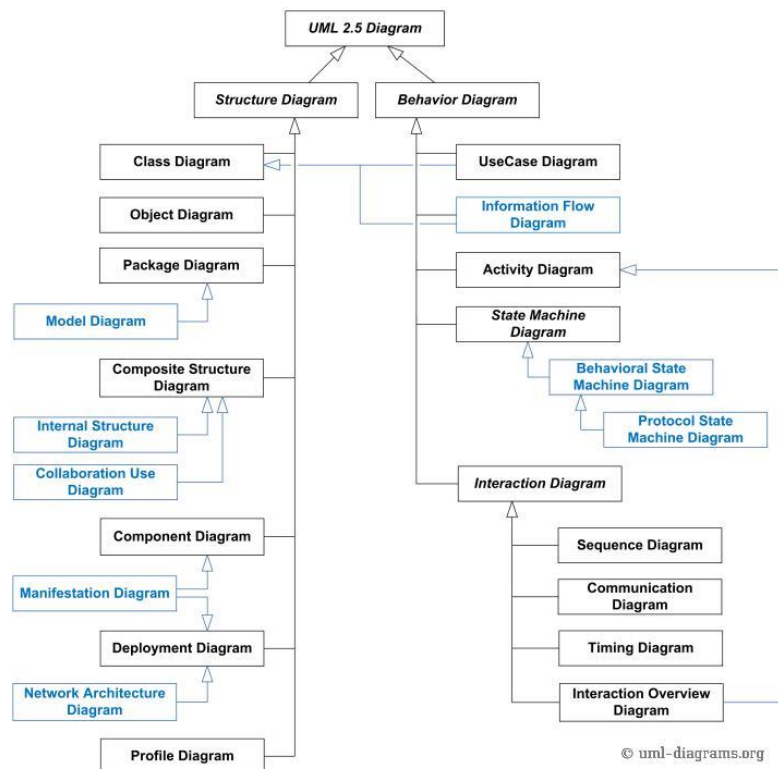 UML 2.5 Diagram
Structure Diagram
Behavior Diagram
Class Diagram
UseCase Diagram
Object Diagram
Information Flow
Diagram
Package Diagram
Activity Diagram
Model Diagram
State Machine
Diagram
Composite Structure
Diagram
Behavioral State
Machine Diagram
Internal Structure
Diagram
Protocol State
Machine Diagram
Collaboration Use
Diagram
Interaction Diagram
Component Diagram
Sequence Diagram
Manifestation Diagram
Communication
Diagram
Deployment Diagram
Timing Diagram
Network Architecture
Diagram
Interaction Overview
Diagram
Profile Diagram
© uml-diagrams.org